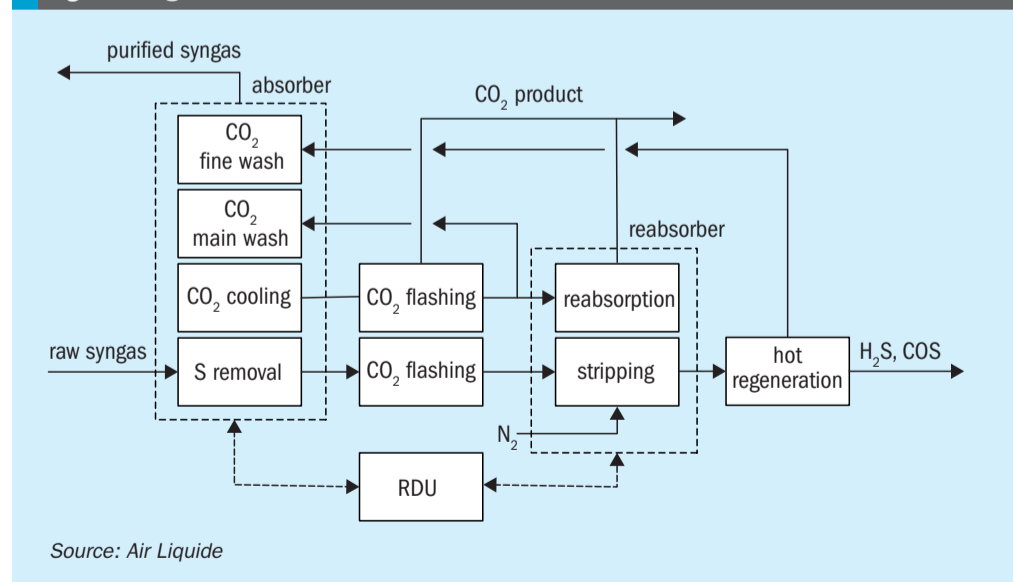 purified syngas
absorber
CO₂ product
CO₂
fine wash
CO₂
main wash
reabsorber
CO₂ cooling
CO₂ flashing
reabsorption
raw syngas
S removal
CO₂ flashing
stripping
hot
regeneration
H₂S, COS
N₂
RDU
Source: Air Liquide